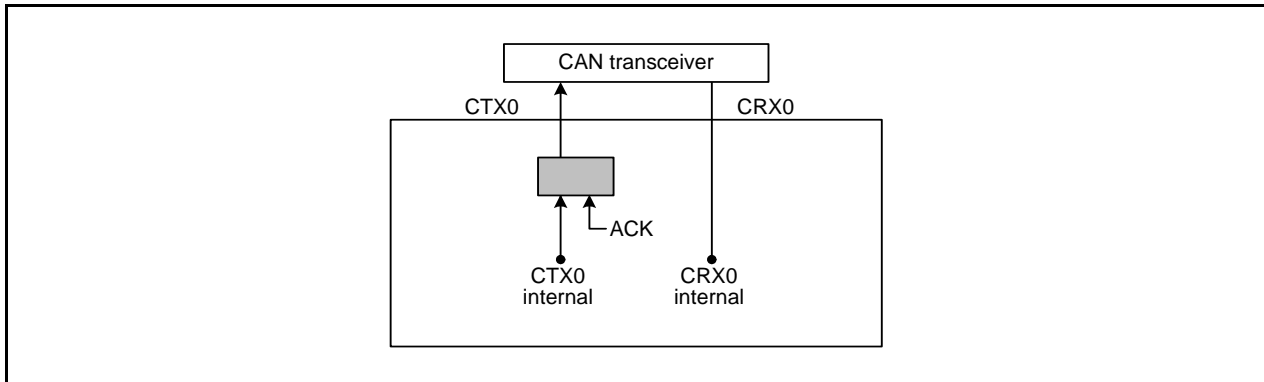 CAN transceiver
CTX0
CRX0
ACK
CTX0
internal
CRX0
internal